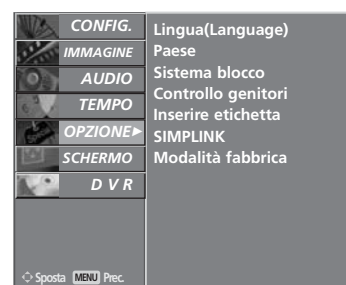 CONFIG.
IMMAGINE
AUDIO
TEMPO
OPZIONE
SCHERMO
D V R
Lingua(Language)
Paese
Sistema blocco
Controllo genitori
Inserire etichetta
SIMPLINK
Modalità fabbrica
Sposta MENU Prec.